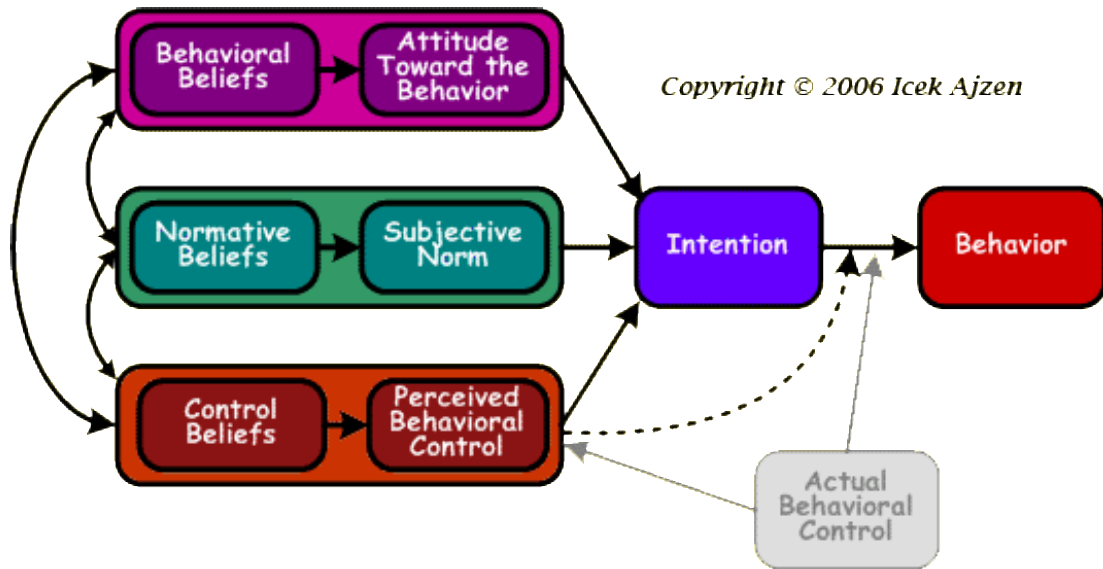 Behavioral
Beliefs
Attitude
Toward the
Behavior
Copyright © 2006 Icek Ajzen
Normative
Beliefs
Subjective
Norm
Intention
Behavior
Control
Beliefs
Perceived
Behavioral
Control
Actual
Behavioral
Control